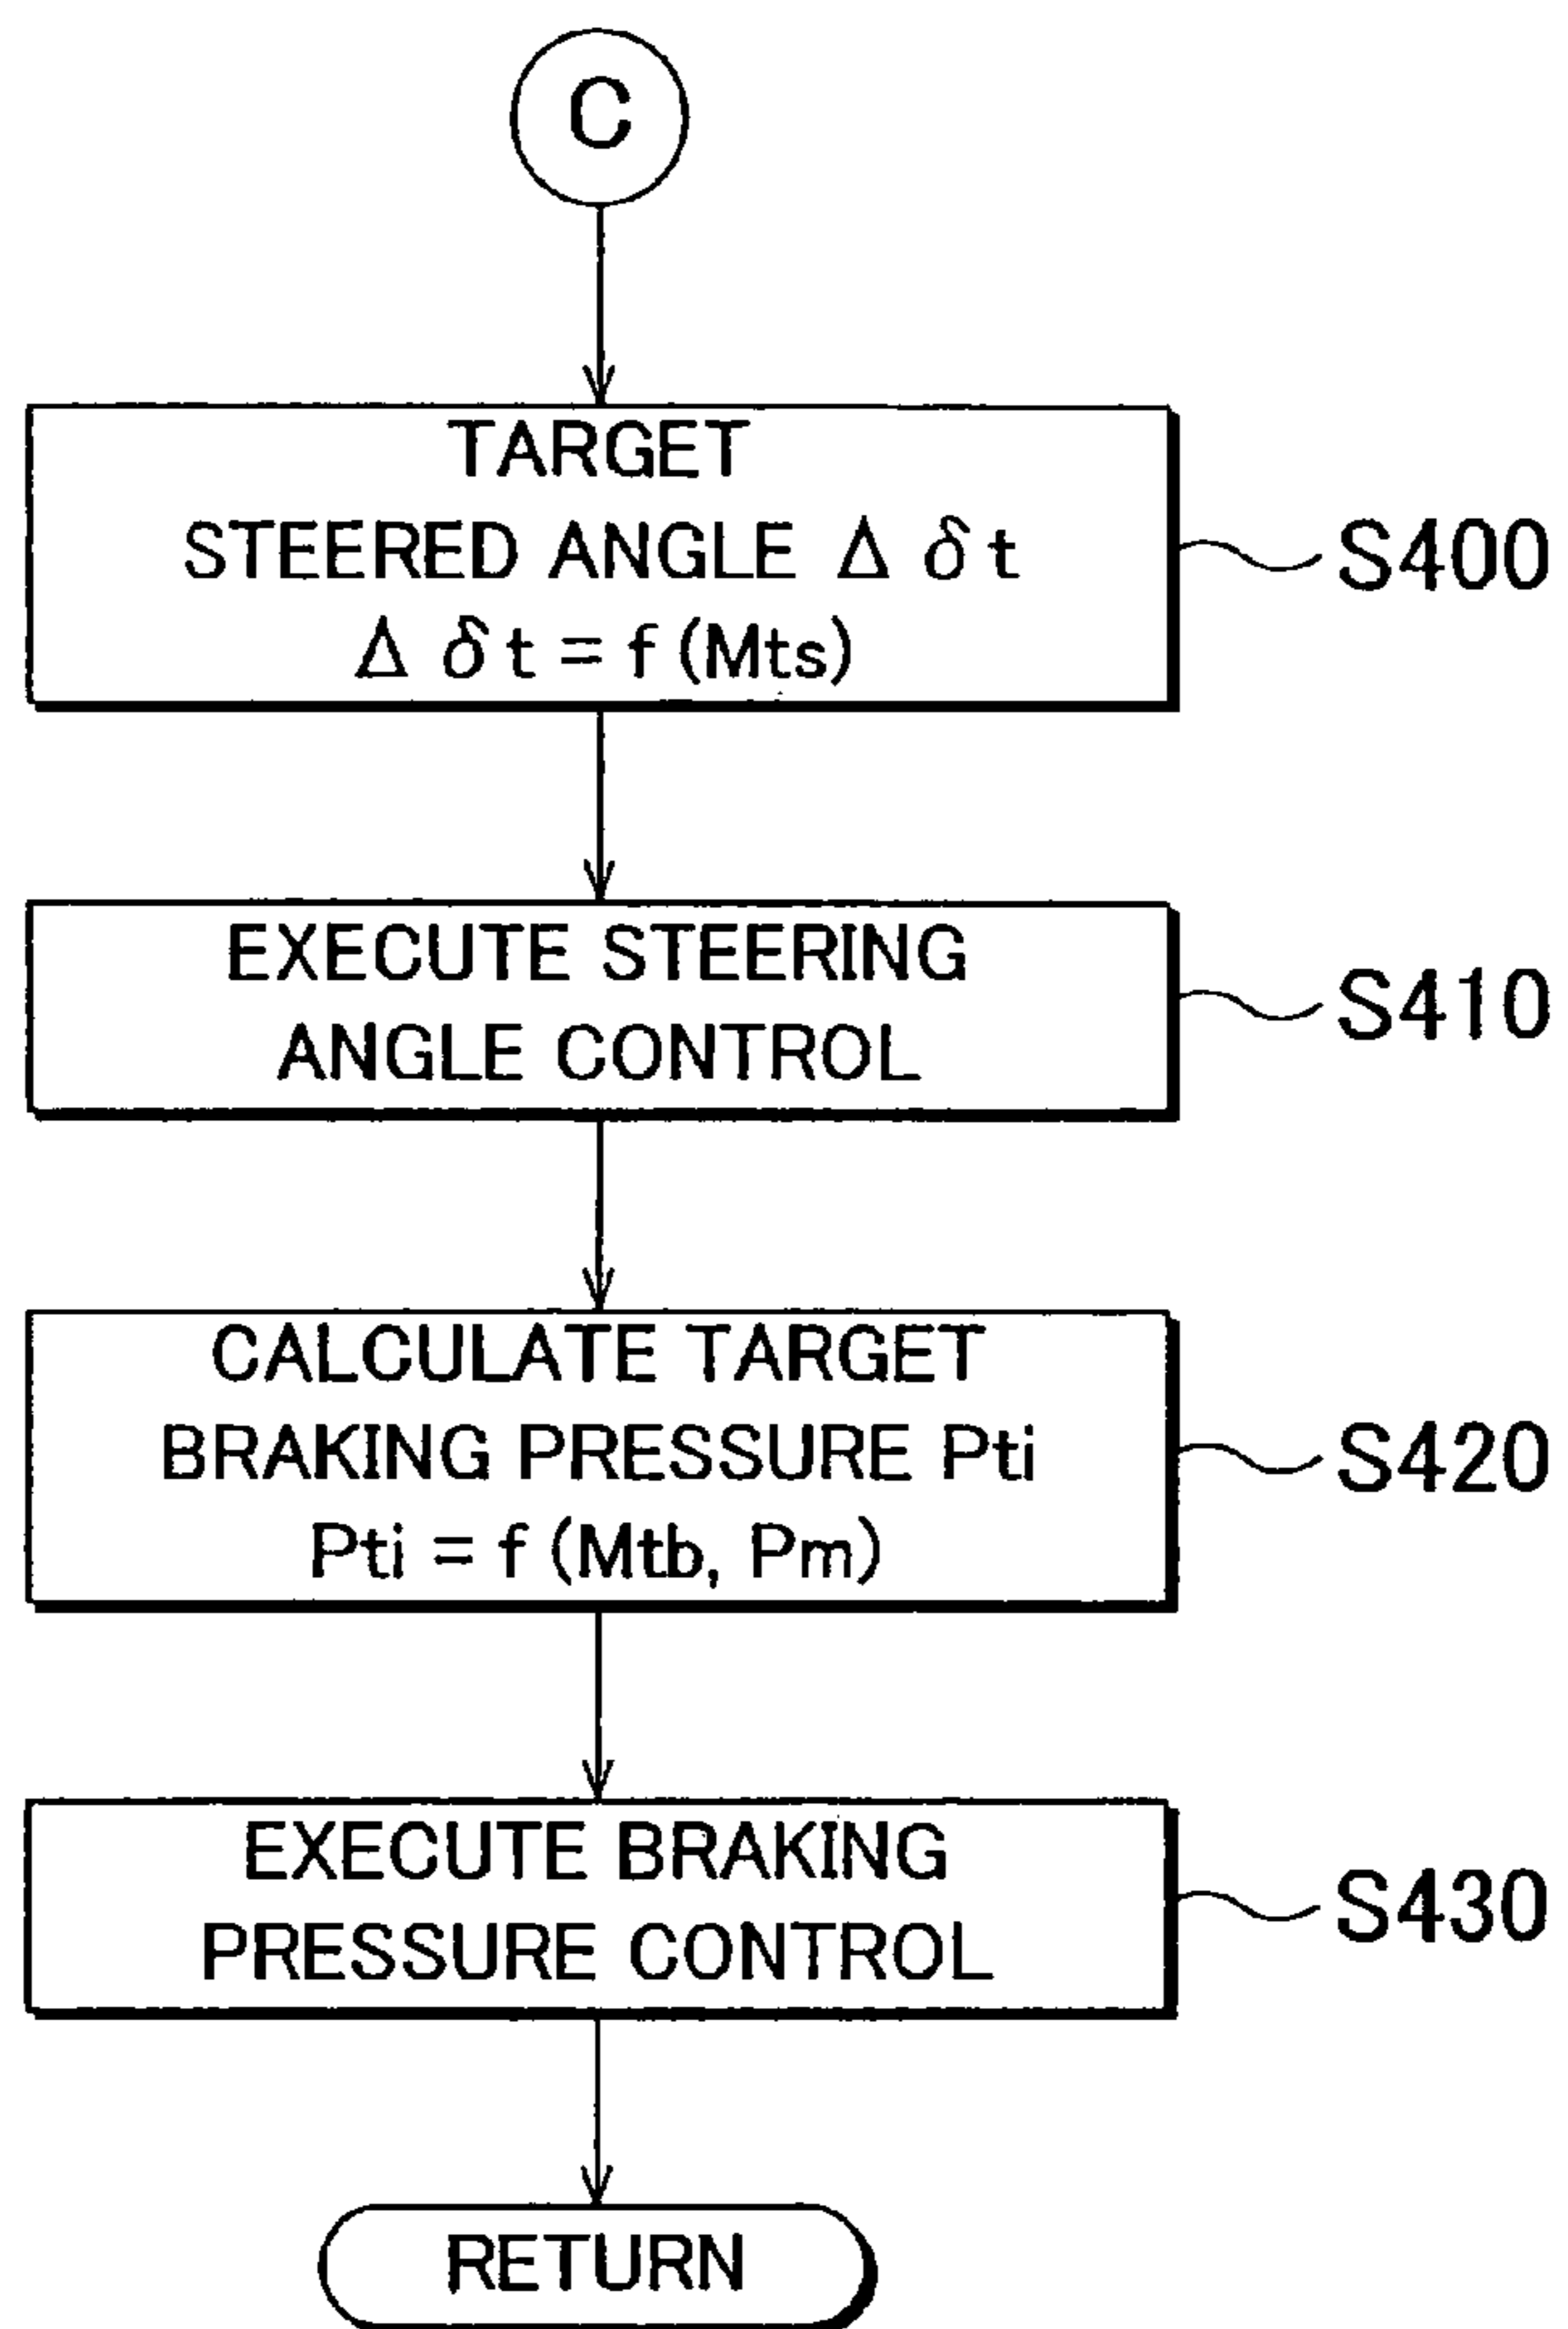 C
TARGET
STEERED ANGLE Δ δ t
Δ δ t = f (Mts)
S400
EXECUTE STEERING
ANGLE CONTROL
S410
CALCULATE TARGET
BRAKING PRESSURE Pti
Pti = f (Mtb, Pm)
S420
EXECUTE BRAKING
PRESSURE CONTROL
S430
RETURN